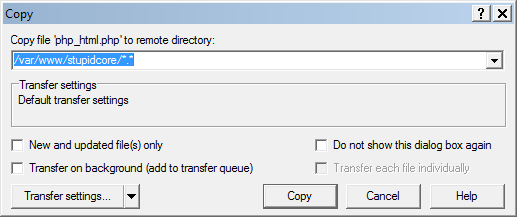 Copy
Copy file 'php_html.php' to remote directory:
/var/www/stupidcore/*.*
Transfer settings
Default transfer settings
New and updated file(s) only
Do not show this dialog box again
Transfer on background (add to transfer queue)
Transfer each file individually
Transfer settings...
Copy
Cancel
Help